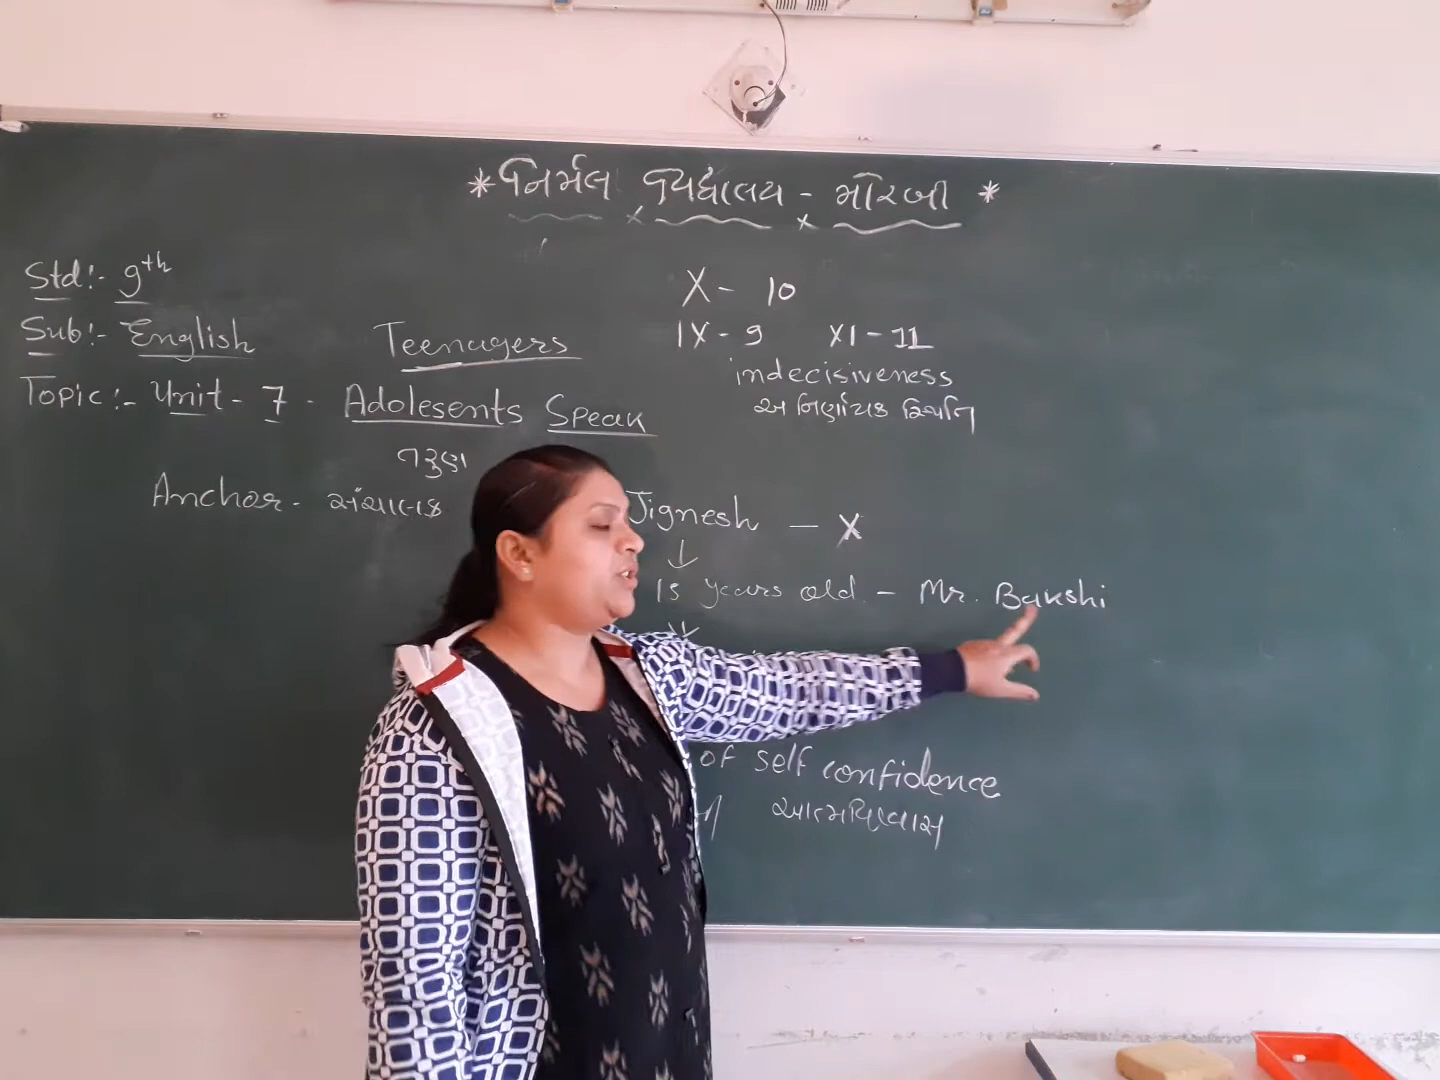 * નિર્મલ વિદ્યાલય - મોરબી *
Std:- 9th
Sub:- English
Topic:- Unit - 7 - Adolesents Speak
Teenagers
તરુણ
Anchor - સંચાલક
X - 10
IX - 9 XI - 11
indecisiveness
અ નિર્ણાયક સ્થિતિ
Jignesh - X
↓
15 years old - Mr. Bakshi
of self confidence
આત્મવિશ્વાસ